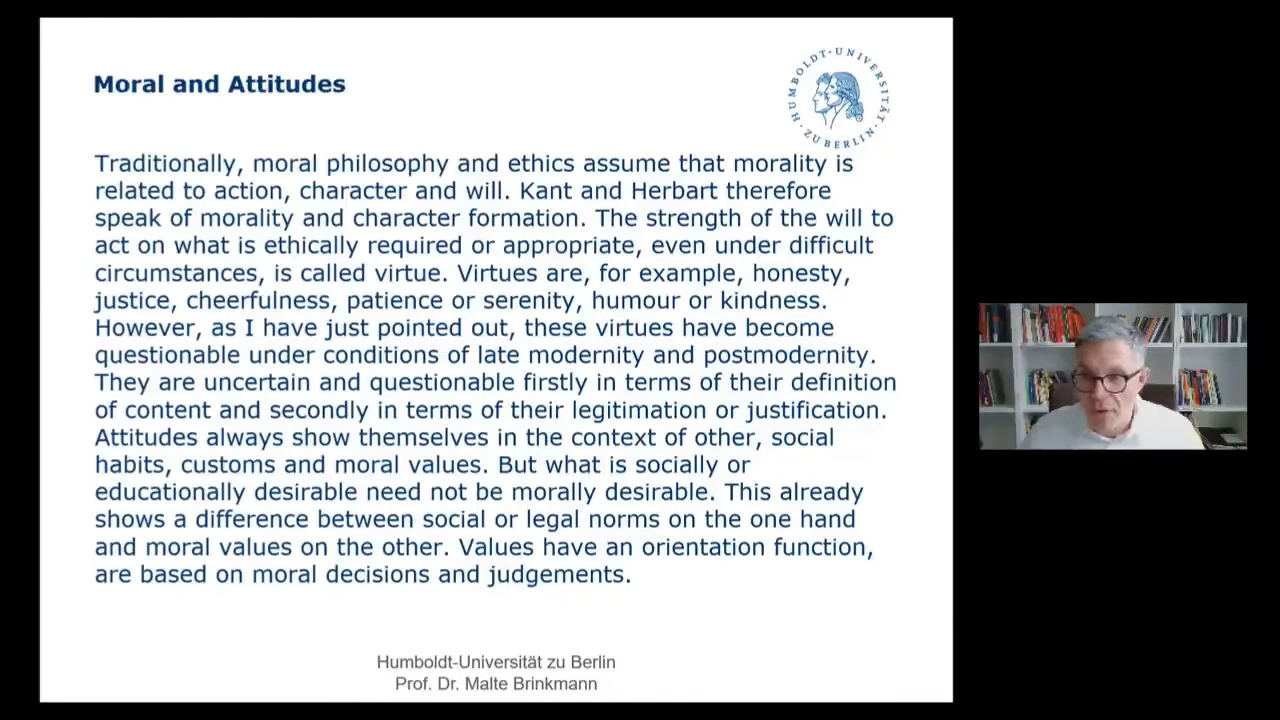 Moral and Attitudes
HUMBOLDT-UNIVERSITÄT ZU BERLIN
Traditionally, moral philosophy and ethics assume that morality is
related to action, character and will. Kant and Herbart therefore
speak of morality and character formation. The strength of the will to
act on what is ethically required or appropriate, even under difficult
circumstances, is called virtue. Virtues are, for example, honesty,
justice, cheerfulness, patience or serenity, humour or kindness.
However, as I have just pointed out, these virtues have become
questionable under conditions of late modernity and postmodernity.
They are uncertain and questionable firstly in terms of their definition
of content and secondly in terms of their legitimation or justification.
Attitudes always show themselves in the context of other, social
habits, customs and moral values. But what is socially or
educationally desirable need not be morally desirable. This already
shows a difference between social or legal norms on the one hand
and moral values on the other. Values have an orientation function,
are based on moral decisions and judgements.
Humboldt-Universität zu Berlin
Prof. Dr. Malte Brinkmann